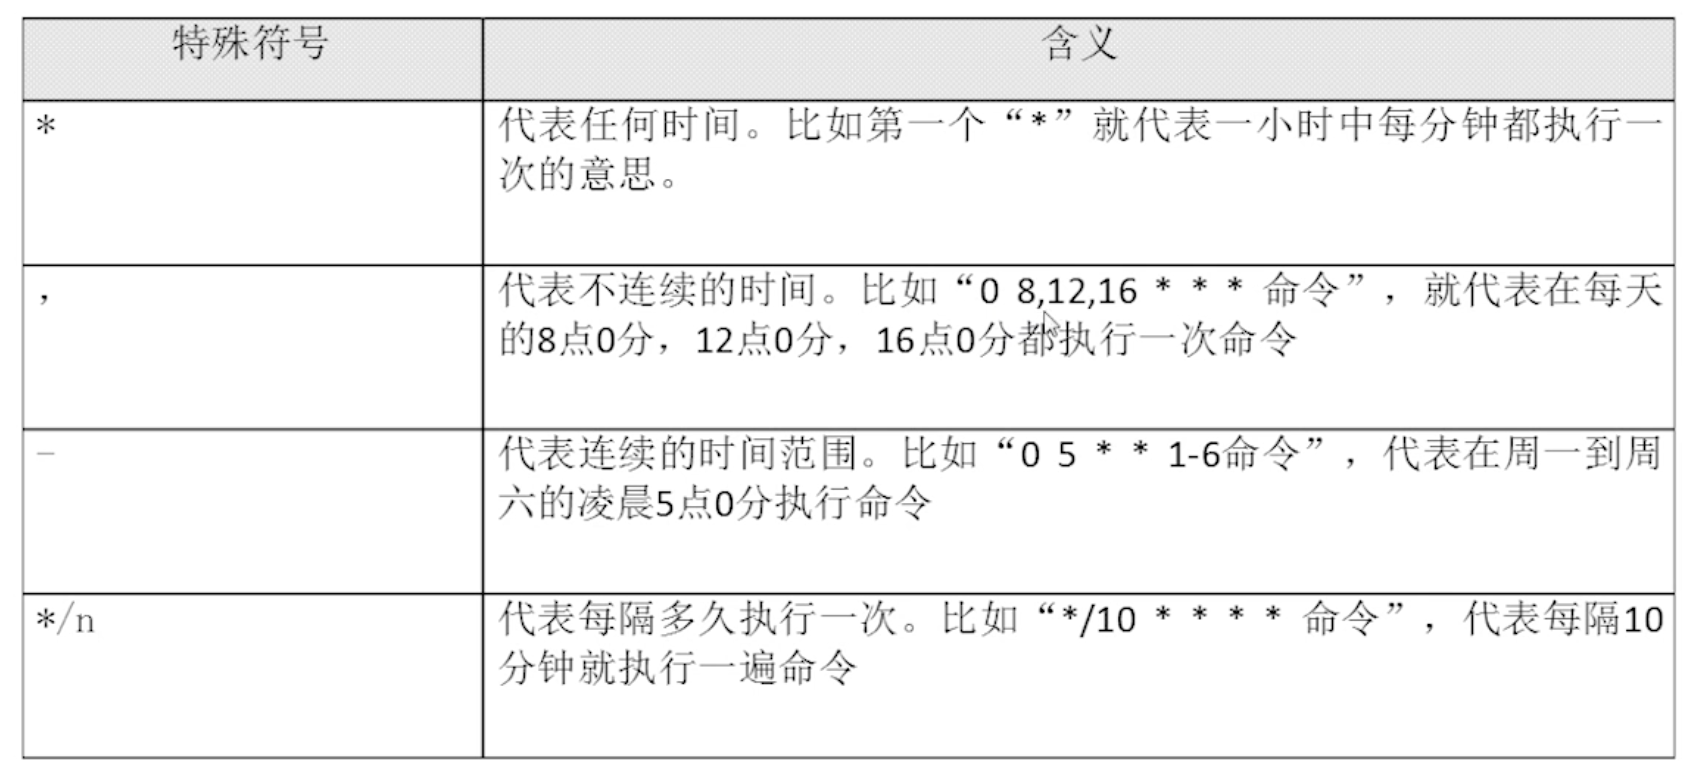 特殊符号
含义
*
代表任何时间。比如第一个“*”就代表一小时中每分钟都执行一
次的意思。
,
代表不连续的时间。比如“0 8,12,16 * * * 命令”，就代表在每天
的8点0分，12点0分，16点0分都执行一次命令
-
代表连续的时间范围。比如“0 5 * * 1-6命令”，代表在周一到周
六的凌晨5点0分执行命令
*/n
代表每隔多久执行一次。比如“*/10 * * * * 命令”，代表每隔10
分钟就执行一遍命令